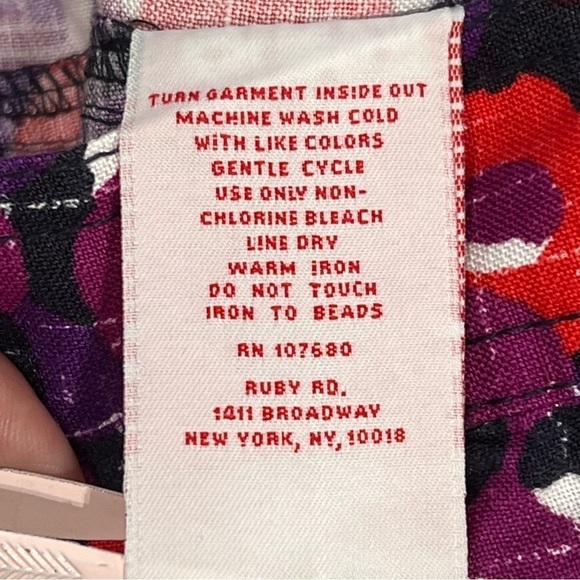 TURN GARMENT INSIDE OUT
MACHINE WASH COLD
WITH LIKE COLORS
GENTLE CYCLE
USE ONLY NON-
CHLORINE BLEACH
LINE DRY
WARM IRON
DO NOT TOUCH
IRON TO BEADS
RN 107680
RUBY RD.
1411 BROADWAY
NEW YORK, NY, 10018